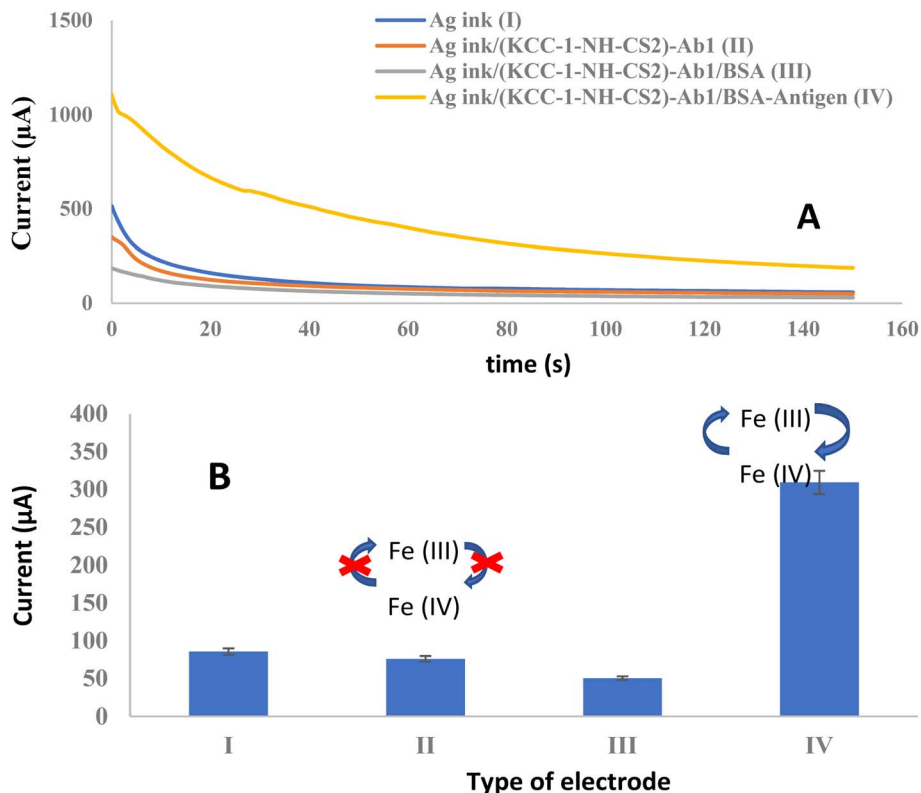 1500
1000
500
0
Current (µA)
Ag ink (I)
Ag ink/(KCC-1-NH-CS2)-Ab1 (II)
Ag ink/(KCC-1-NH-CS2)-Ab1/BSA (III)
Ag ink/(KCC-1-NH-CS2)-Ab1/BSA-Antigen (IV)
A
0 20 40 60 80 100 120 140 160
time (s)
400
350
300
250
200
150
100
50
0
Current (µA)
B
Fe (III)
Fe (IV)
Fe (III)
Fe (IV)
I II III IV
Type of electrode